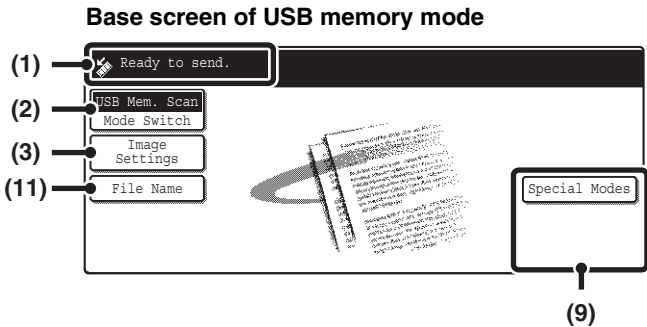 Base screen of USB memory mode
(1)
Ready to send.
(2)
USB Mem. Scan
Mode Switch
(3)
Image
Settings
(11)
File Name
Special Modes
(9)